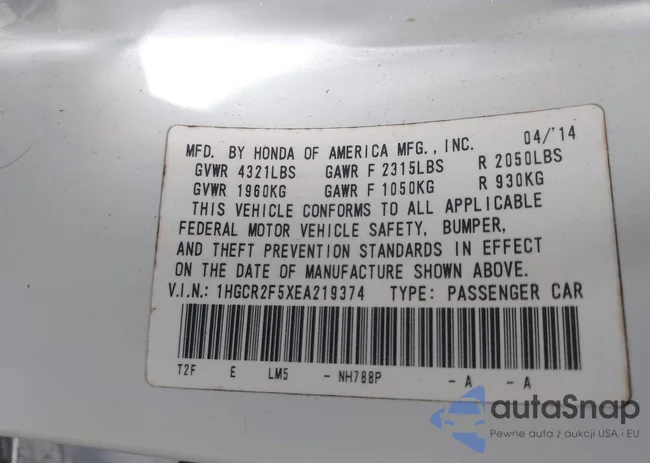 MFD. BY HONDA OF AMERICA MFG., INC. 04/'14
GVWR 4321LBS GAWR F 2315LBS R 2050LBS
GVWR 1960KG GAWR F 1050KG R 930KG
THIS VEHICLE CONFORMS TO ALL APPLICABLE
FEDERAL MOTOR VEHICLE SAFETY, BUMPER,
AND THEFT PREVENTION STANDARDS IN EFFECT
ON THE DATE OF MANUFACTURE SHOWN ABOVE.
V.I.N.: 1HGCR2F5XEA219374 TYPE: PASSENGER CAR
T2F E LM5 - NH788P - A - A
autaSnap
Pewne auta z aukcji USA i EU